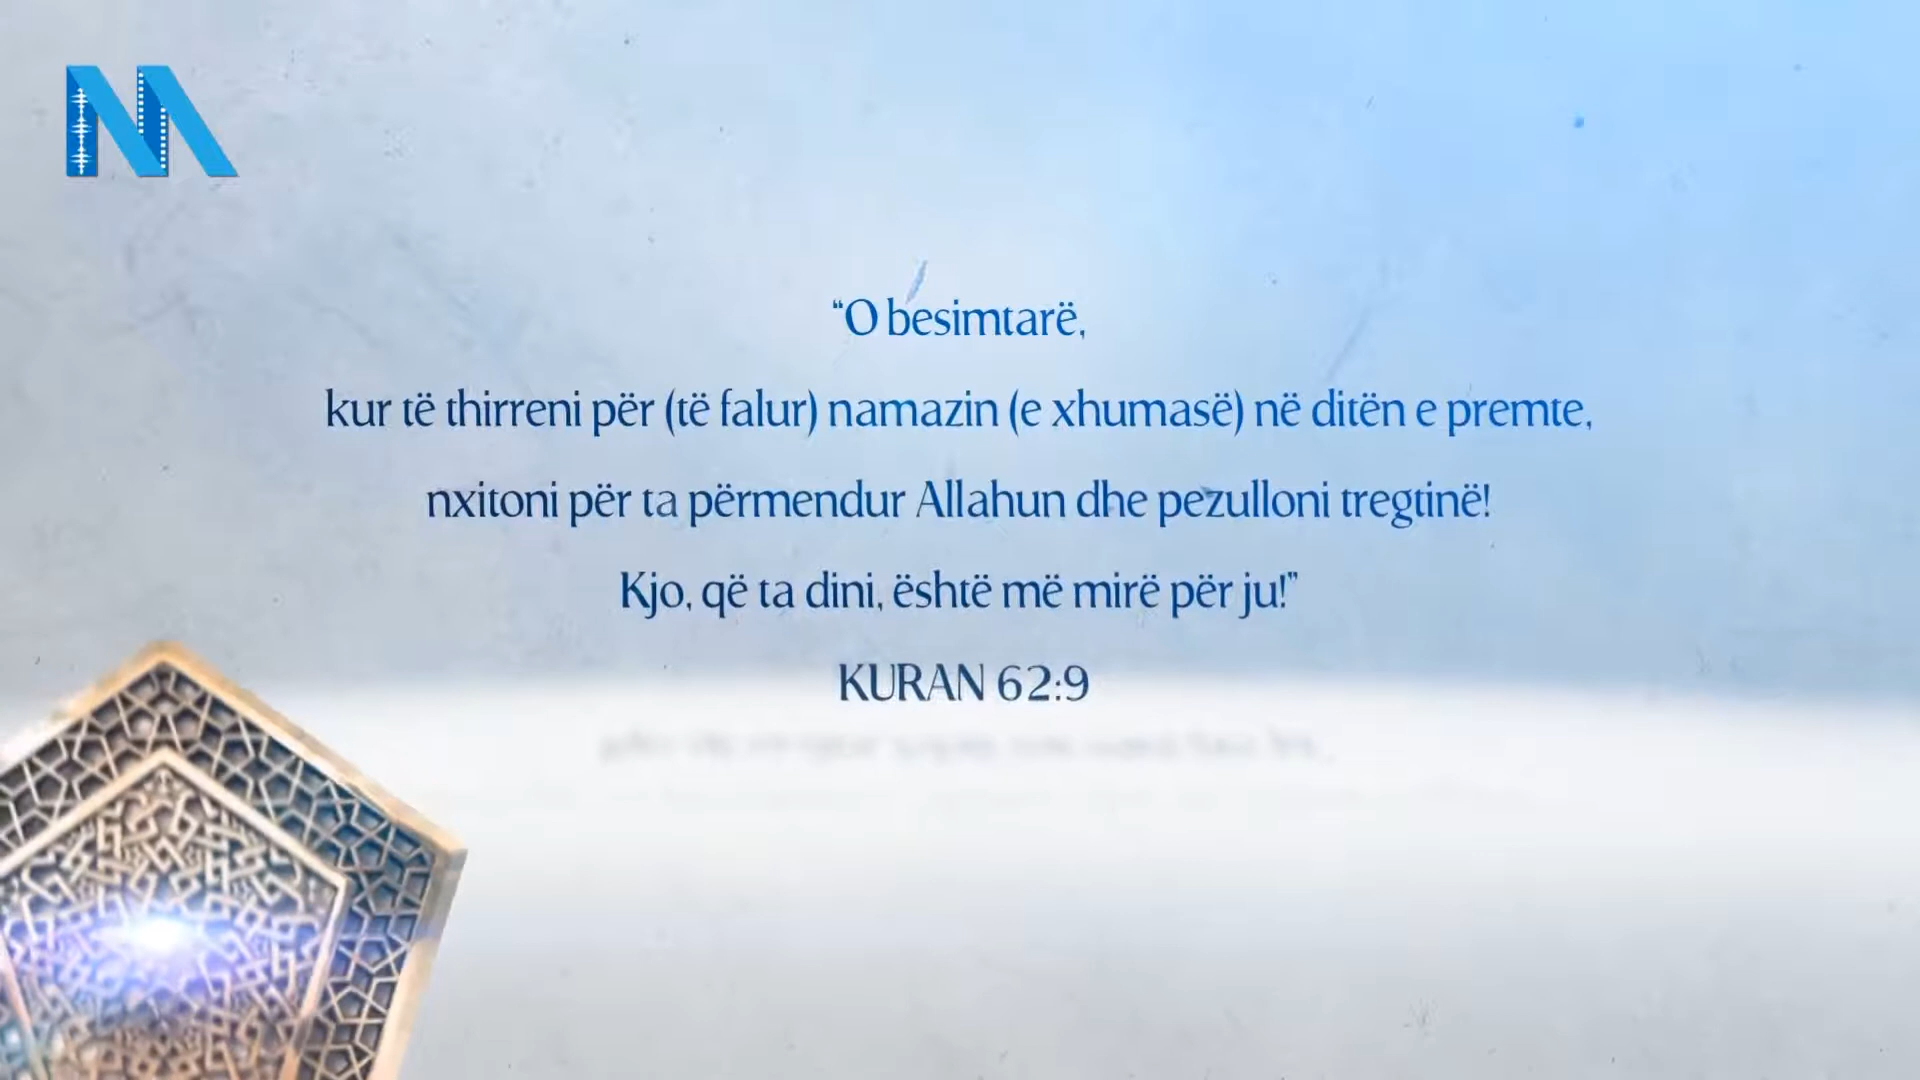 “O besimtarë,
kur të thirreni për (të falur) namazin (e xhumasë) në ditën e premte,
nxitoni për ta përmendur Allahun dhe pezulloni tregtinë!
Kjo, që ta dini, është më mirë për ju!”
KURAN 62:9